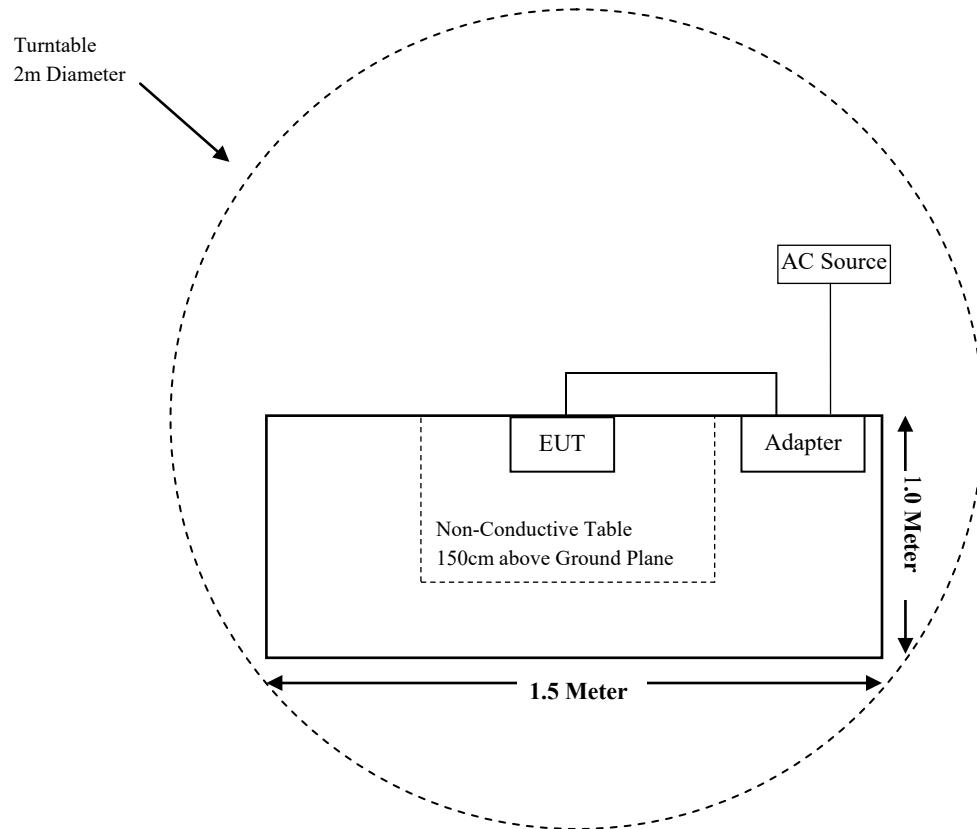 Turntable
2m Diameter
AC Source
EUT
Adapter
Non-Conductive Table
150cm above Ground Plane
1.0 Meter
1.5 Meter